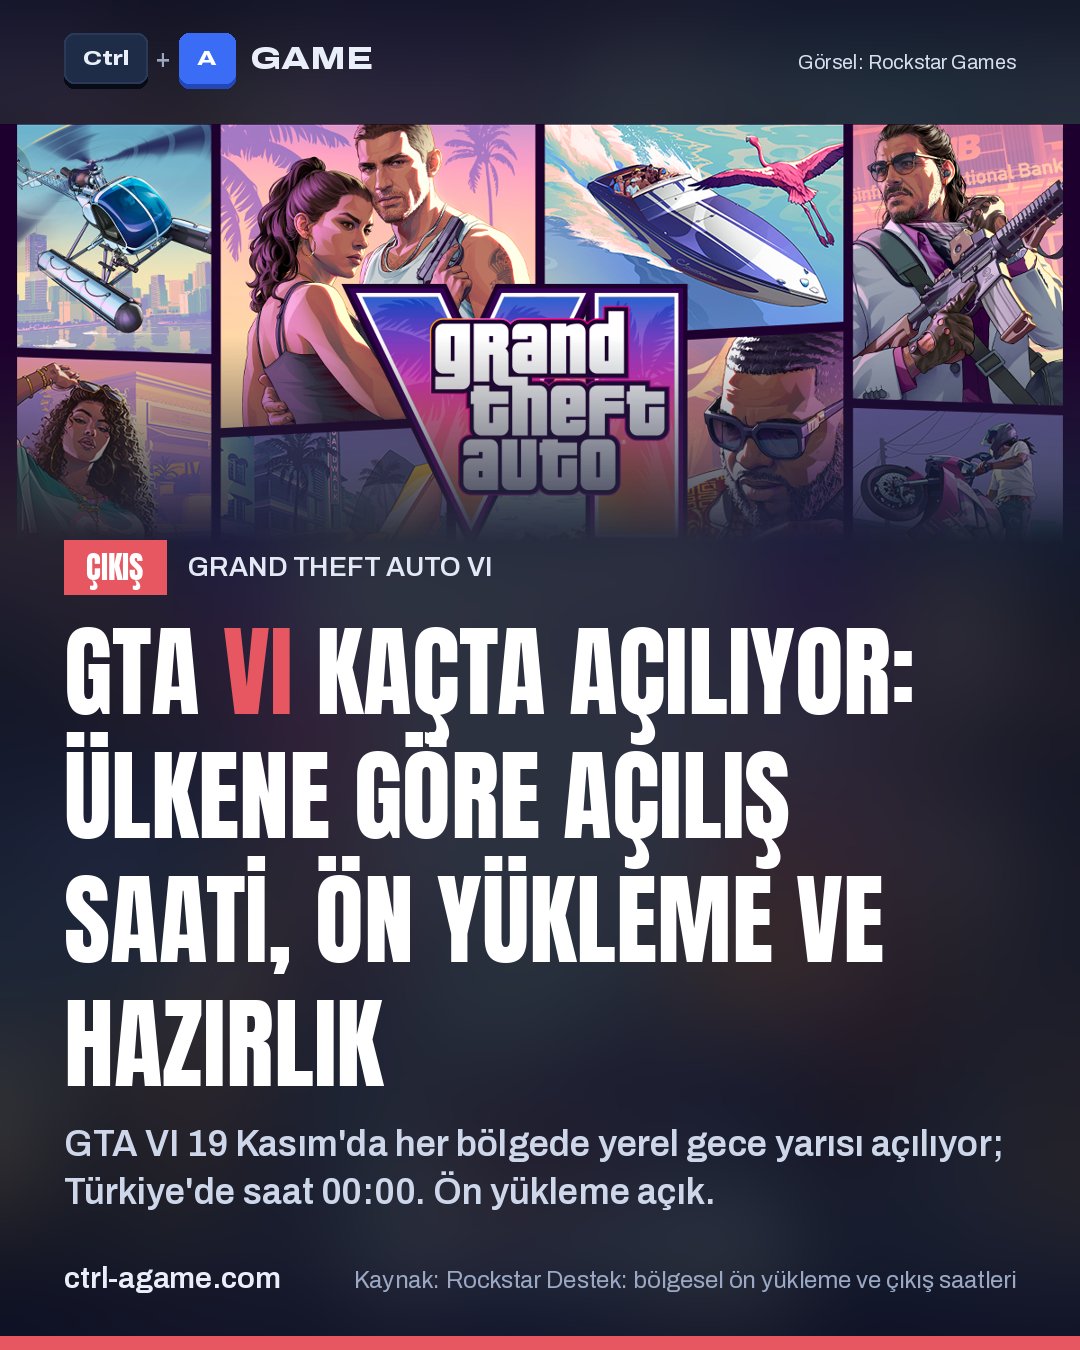 Ctrl + A GAME
Görsel: Rockstar Games
grand
theft
auto
ÇIKIŞ
GRAND THEFT AUTO VI
GTA VI KAÇTA AÇILIYOR:
ÜLKENE GÖRE AÇILIŞ
SAATİ, ÖN YÜKLEME VE
HAZIRLIK
GTA VI 19 Kasım'da her bölgede yerel gece yarısı açılıyor;
Türkiye'de saat 00:00. Ön yükleme açık.
ctrl-agame.com
Kaynak: Rockstar Destek: bölgesel ön yükleme ve çıkış saatleri